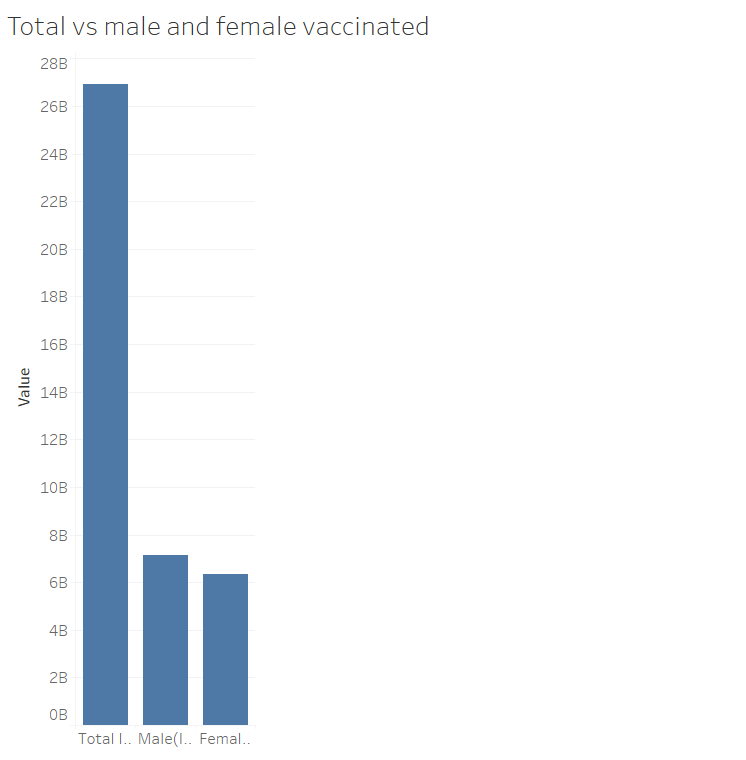 Total vs male and female vaccinated
28B
26B
24B
22B
20B
18B
16B
14B
12B
10B
8B
6B
4B
2B
0B
Value
Total I.. Male(I.. Femal..